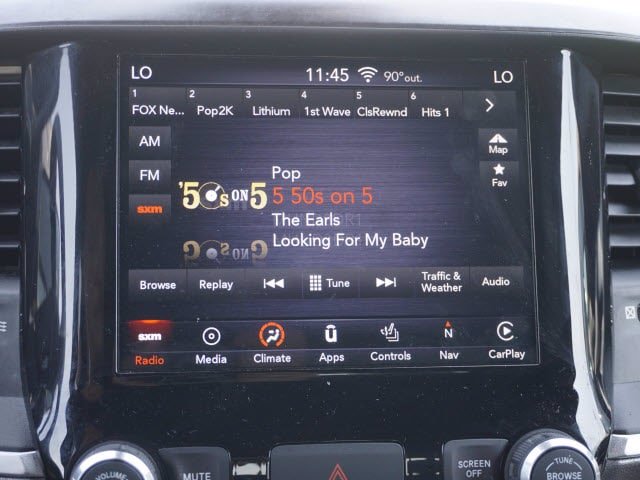 LO 11:45 90° out. LO
1 2 3 4 5 6
FOX Ne... Pop2K Lithium 1st Wave ClsRewnd Hits 1
AM
Map
FM
Fav
sxm
'50s ON 5
Pop
5 50s on 5
The Earls
Looking For My Baby
Browse Replay Tune Traffic & Weather Audio
sxm
Radio Media Climate Apps Controls N Nav CarPlay
VOLUME MUTE SCREEN OFF TUNE BROWSE